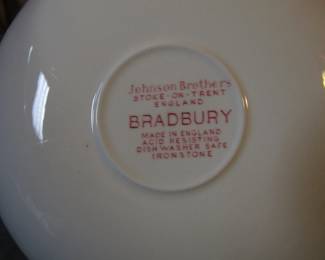 Johnson Brothers
STOKE-ON-TRENT
ENGLAND
BRADBURY
MADE IN ENGLAND
ACID RESISTING
DISHWASHER SAFE
IRONSTONE